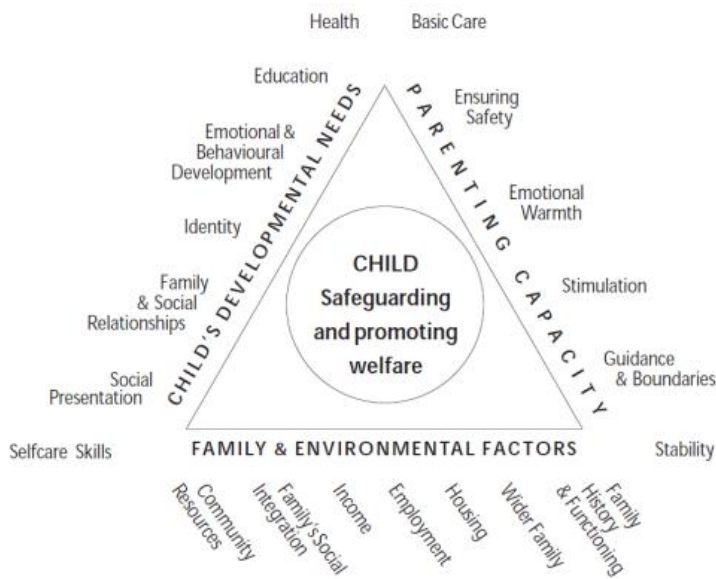 Health
Basic Care
Education
Ensuring
Safety
Emotional &
Behavioural
Development
Emotional
Warmth
Identity
Stimulation
Family
& Social
Relationships
Guidance
& Boundaries
Social
Presentation
Selfcare Skills
Stability
CHILD'S DEVELOPMENTAL NEEDS
PARENTING CAPACITY
CHILD
Safeguarding
and promoting
welfare
FAMILY & ENVIRONMENTAL FACTORS
Community
Resources
Family's Social
Integration
Income
Employment
Housing
Wider Family
Family
History
& Functioning